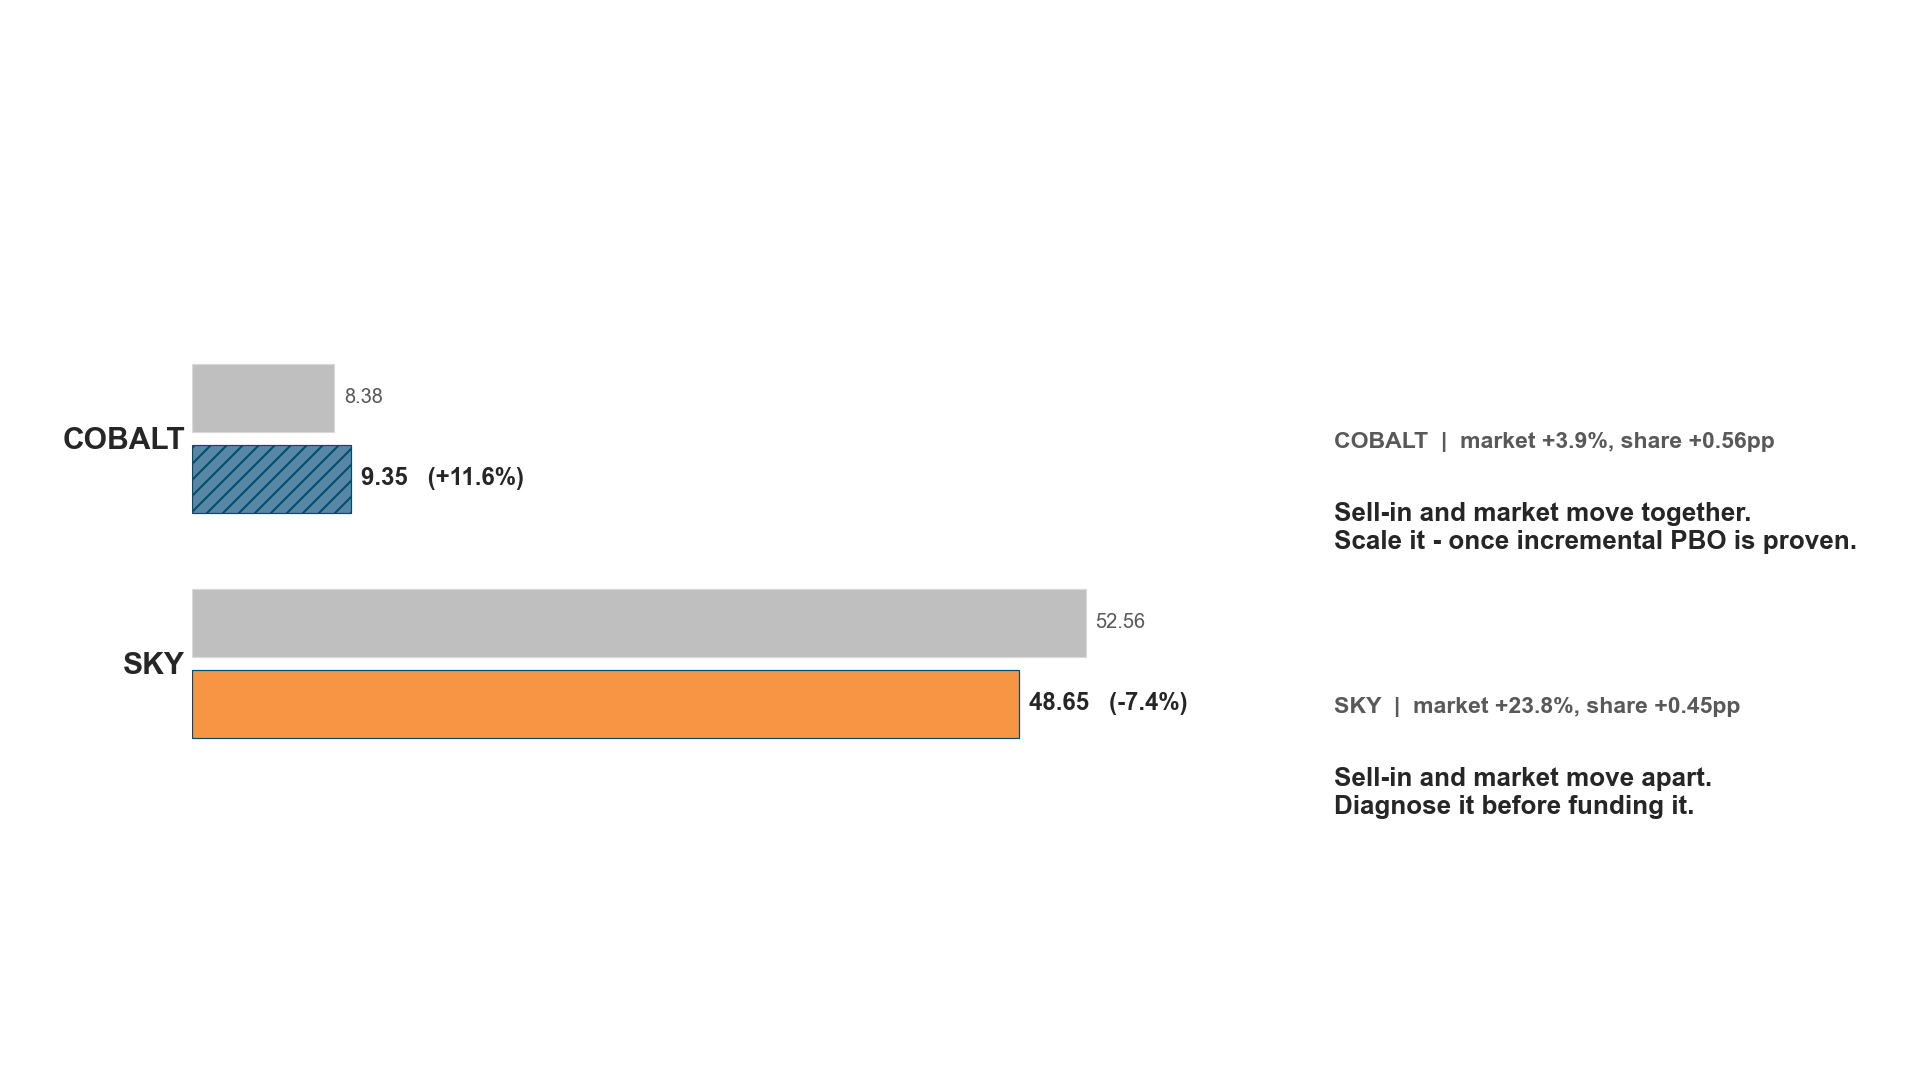 8.38
COBALT
9.35 (+11.6%)
52.56
SKY
48.65 (-7.4%)
COBALT | market +3.9%, share +0.56pp
Sell-in and market move together.
Scale it - once incremental PBO is proven.
SKY | market +23.8%, share +0.45pp
Sell-in and market move apart.
Diagnose it before funding it.